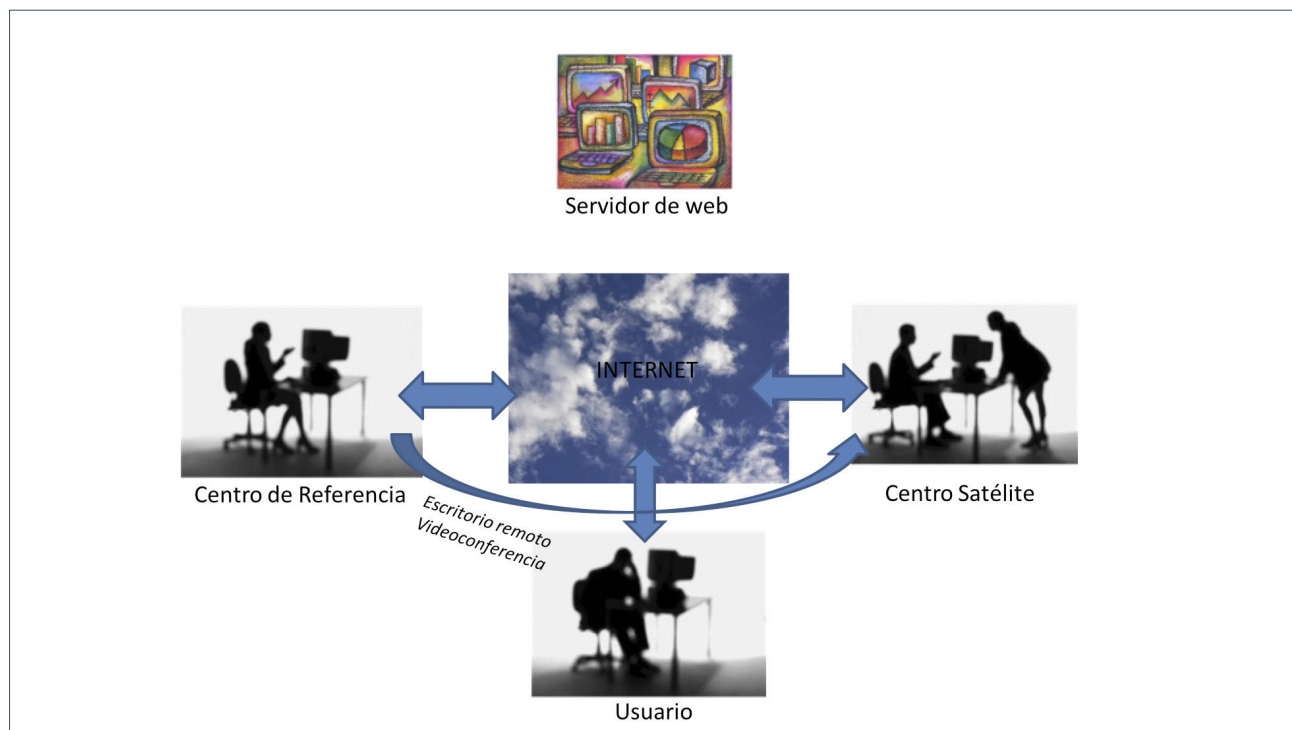 Servidor de web
INTERNET
Centro de Referencia
Centro Satélite
Escritorio remoto
Videoconferencia
Usuario